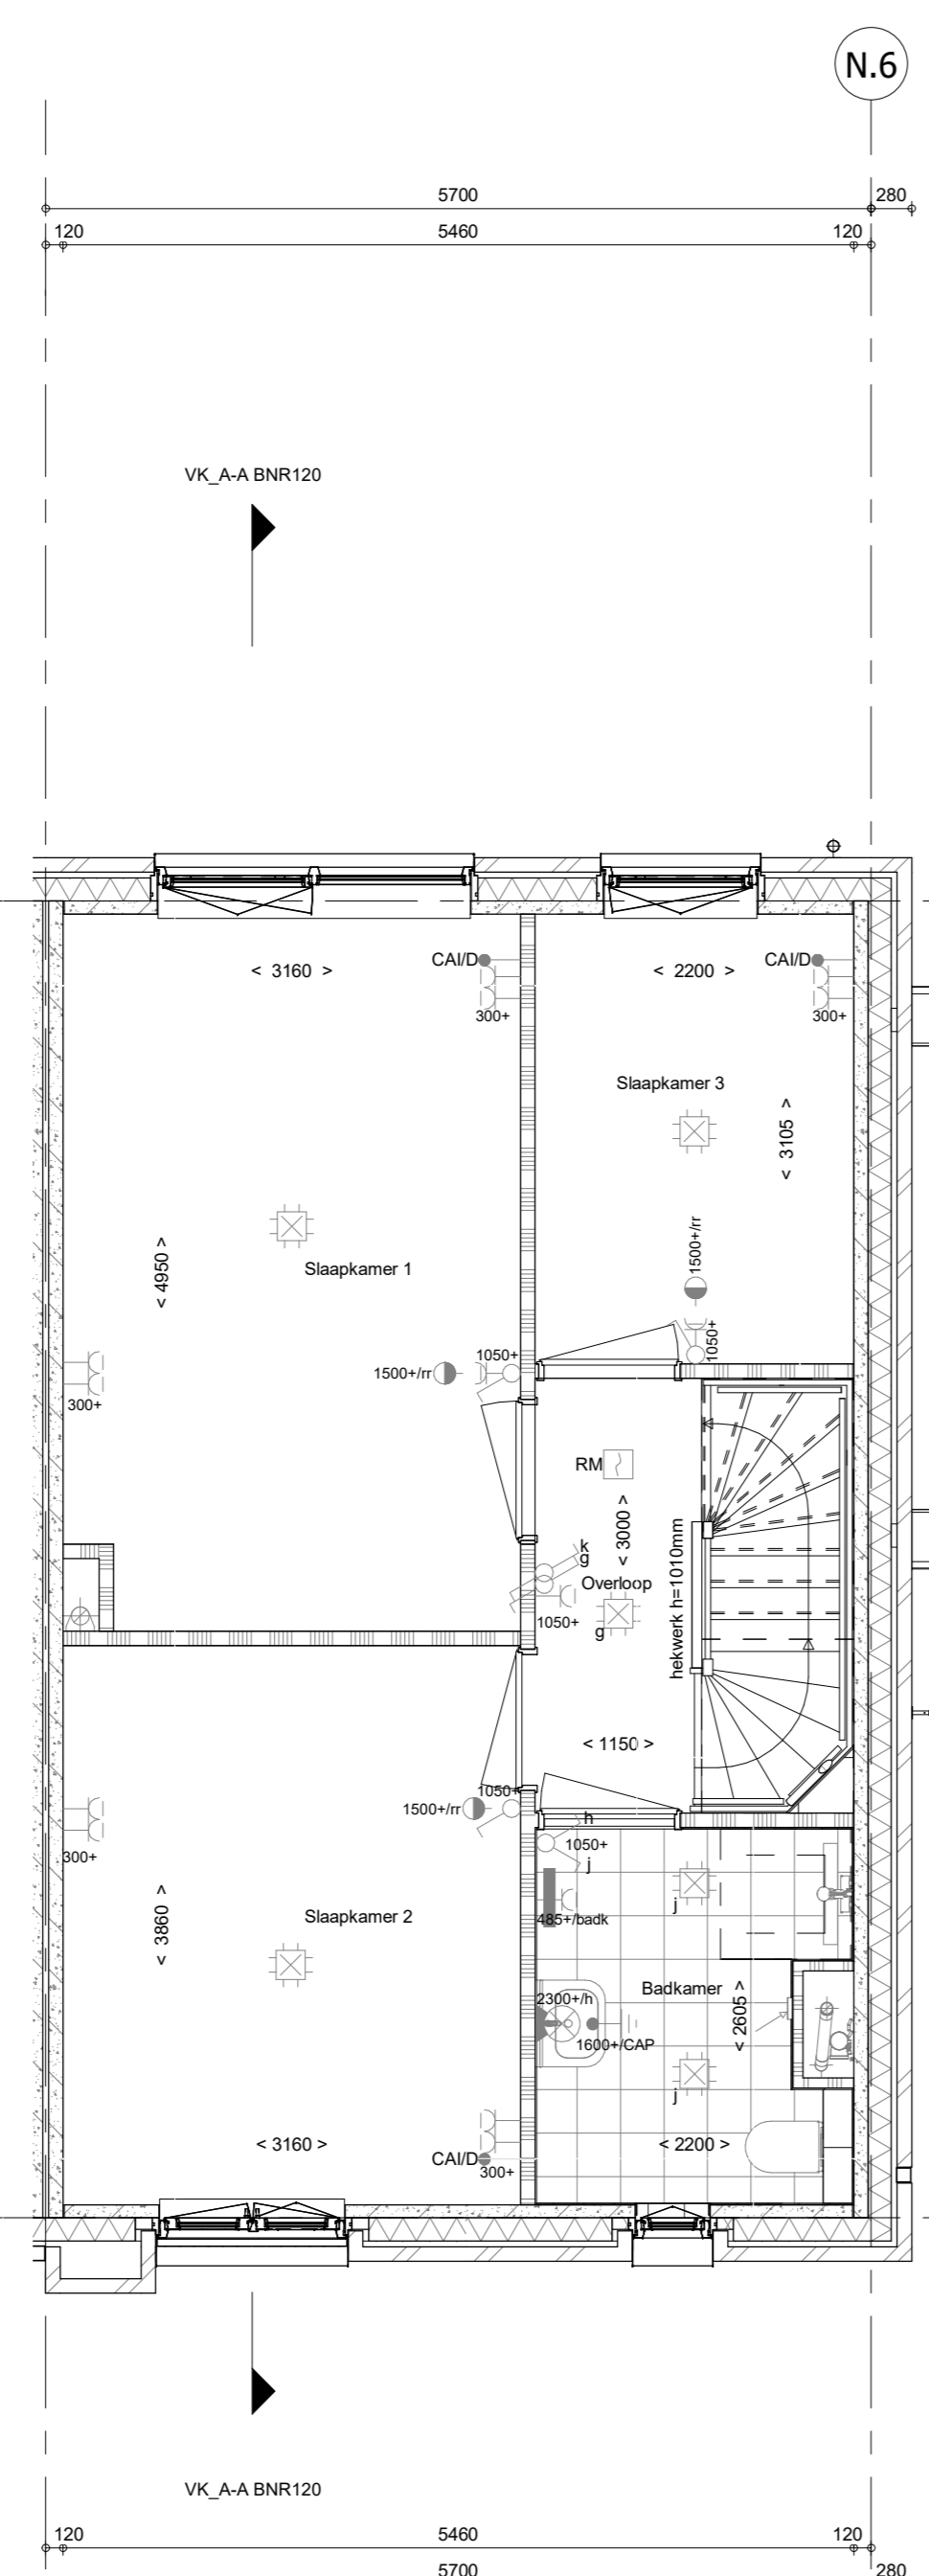 N.6
5700
280
120
5460
120
VK_A-A BNR120
CAI/D
< 3160 >
300+
CAI/D
< 2200 >
300+
Slaapkamer 3
< 3105 >
< 4950 >
Slaapkamer 1
1500+/rr
1050+
1500+/rr
1050+
300+
RM
< 3000 >
k
g
Overloop
1050+
g
hekwerk h=1010mm
< 1150 >
1050+
1500+/rr
300+
h
1050+
j
j
485+/badk
< 3860 >
Slaapkamer 2
Badkamer
2300+/h
1600+/CAP
< 2605 >
j
< 3160 >
CAI/D
300+
< 2200 >
VK_A-A BNR120
120
5460
120
5700
280